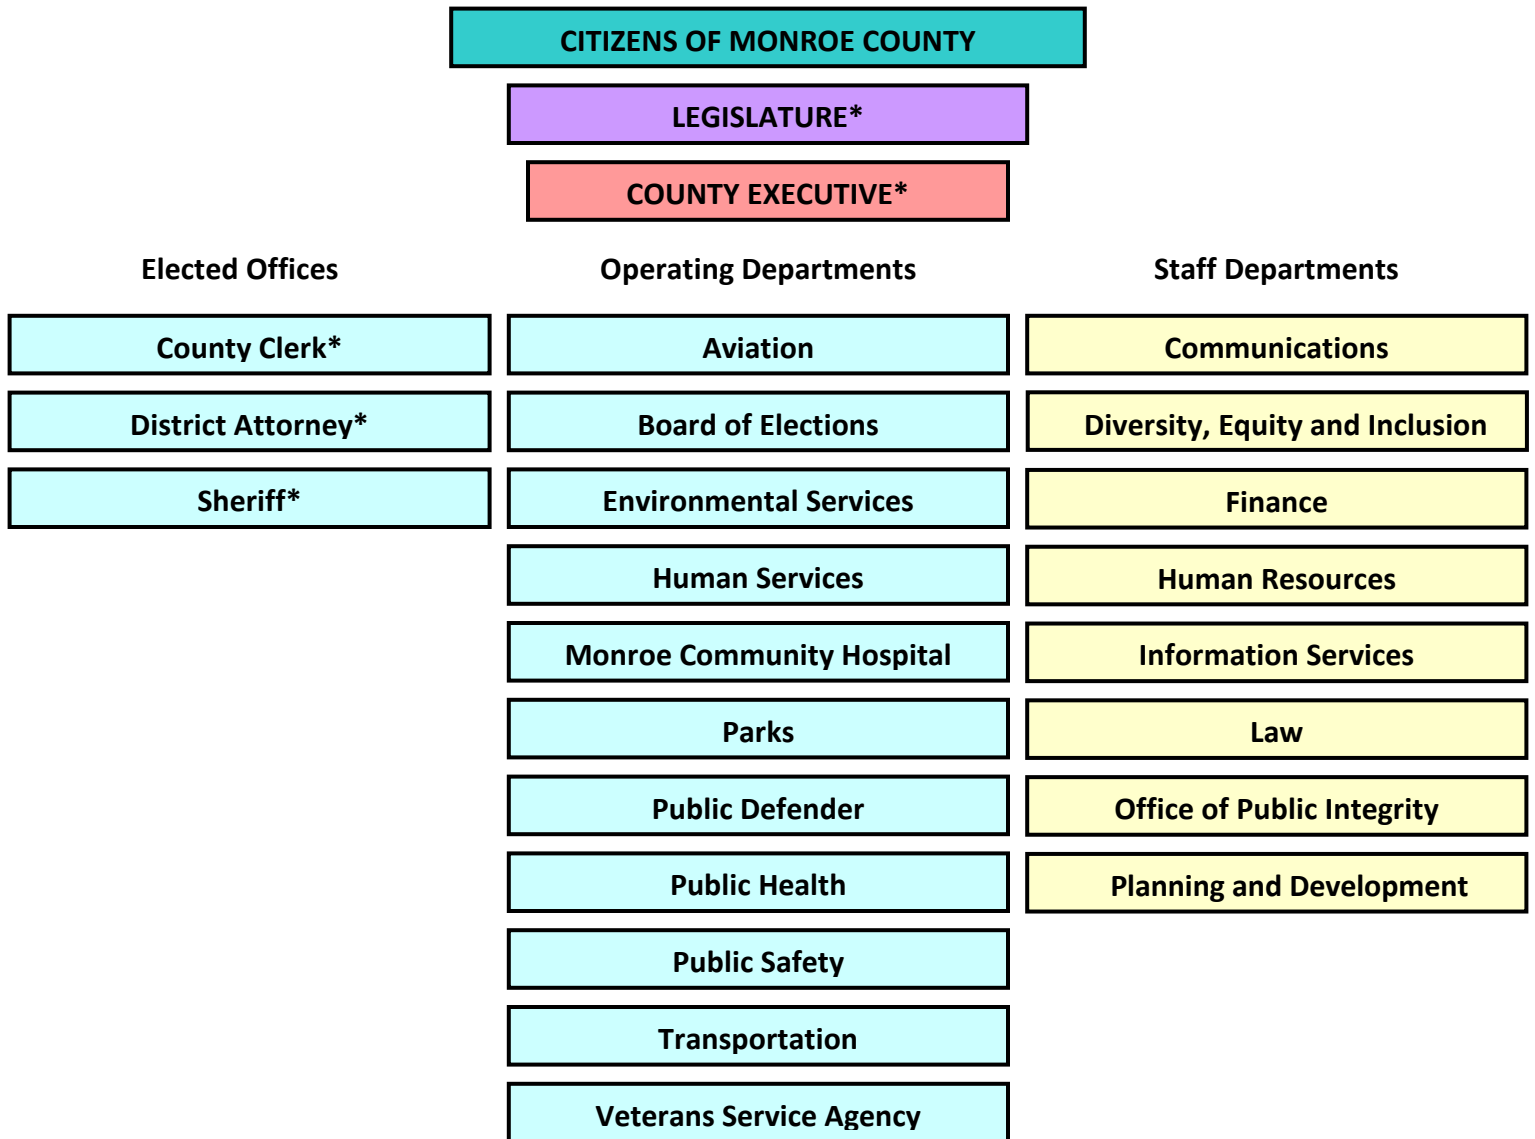 CITIZENS OF MONROE COUNTY
LEGISLATURE*
COUNTY EXECUTIVE*
Elected Offices
County Clerk*
District Attorney*
Sheriff*
Operating Departments
Aviation
Board of Elections
Environmental Services
Human Services
Monroe Community Hospital
Parks
Public Defender
Public Health
Public Safety
Transportation
Veterans Service Agency
Staff Departments
Communications
Diversity, Equity and Inclusion
Finance
Human Resources
Information Services
Law
Office of Public Integrity
Planning and Development